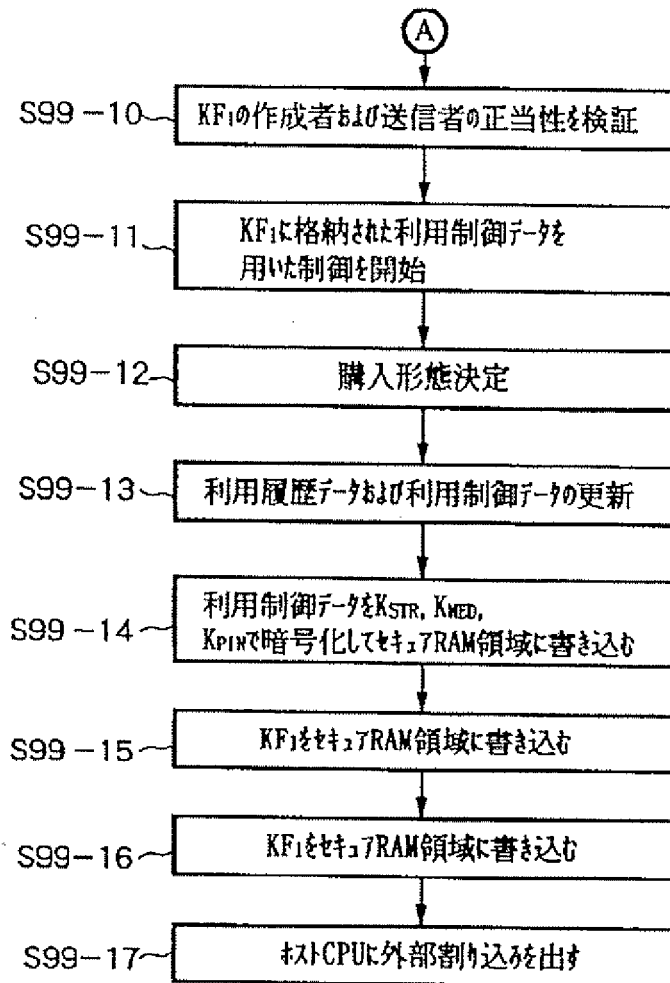 A
S99-10 KF₁の作成者および送信者の正当性を検証
S99-11 KF₁に格納された利用制御データを
用いた制御を開始
S99-12 購入形態決定
S99-13 利用履歴データおよび利用制御データの更新
S99-14 利用制御データをKSTR, KMED,
KPINで暗号化してセキュアRAM領域に書き込む
S99-15 KF₁をセキュアRAM領域に書き込む
S99-16 KF₁をセキュアRAM領域に書き込む
S99-17 ホストCPUに外部割り込みを出す